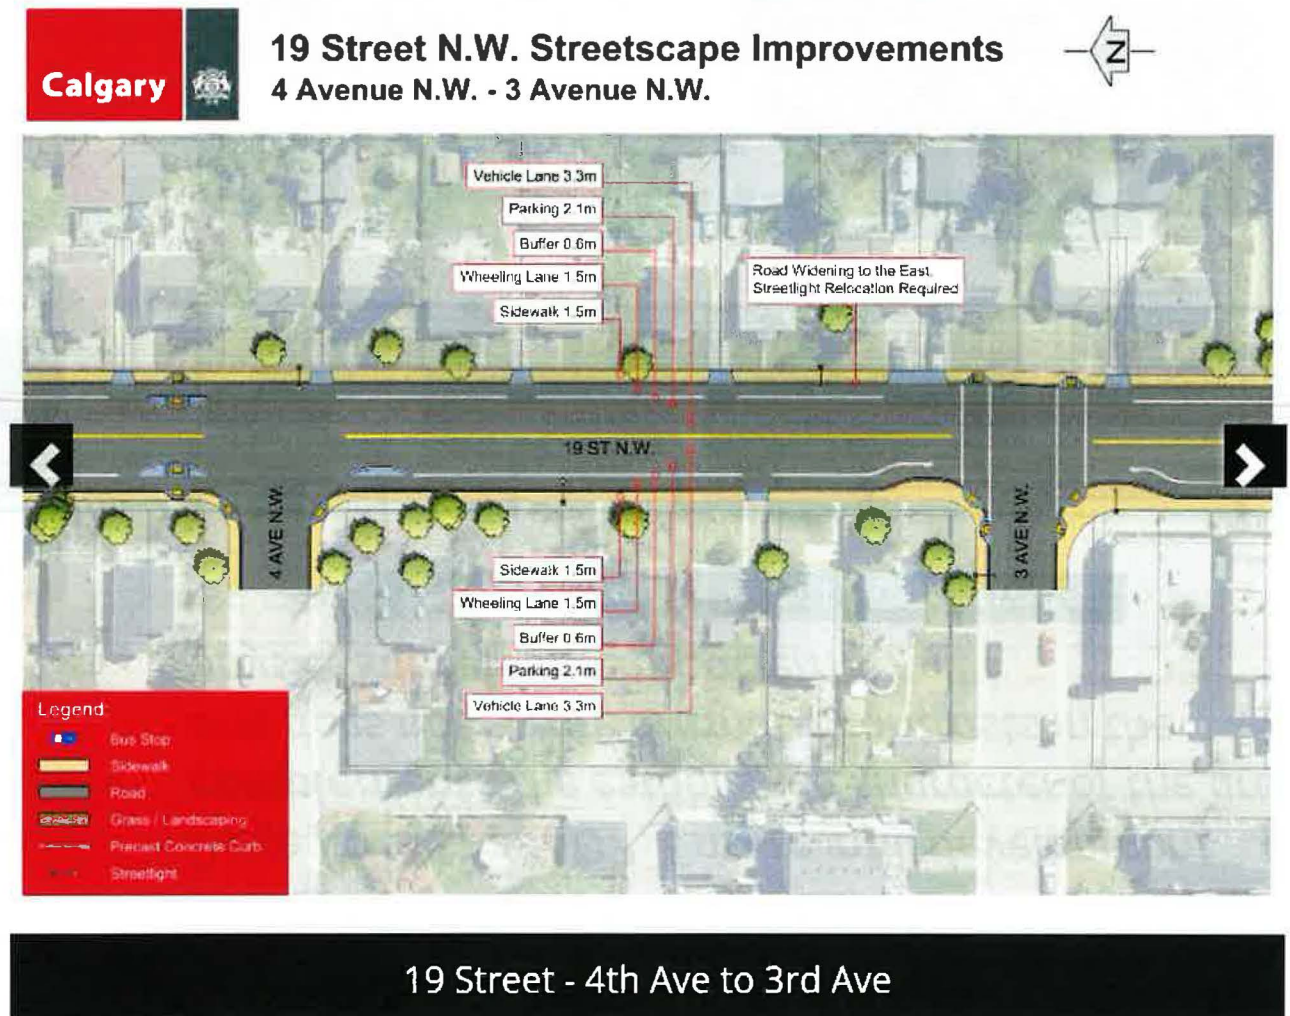 Calgary
19 Street N.W. Streetscape Improvements
4 Avenue N.W. - 3 Avenue N.W.
N
Vehicle Lane 3.3m
Parking 2.1m
Buffer 0.6m
Wheeling Lane 1.5m
Sidewalk 1.5m
Road Widening to the East,
Streetlight Relocation Required
19 ST N.W.
4 AVE N.W.
3 AVE N.W.
Sidewalk 1.5m
Wheeling Lane 1.5m
Buffer 0.6m
Parking 2.1m
Vehicle Lane 3.3m
Legend
Bus Stop
Sidewalk
Road
Grass / Landscaping
Precast Concrete Curb
Streetlight
19 Street - 4th Ave to 3rd Ave